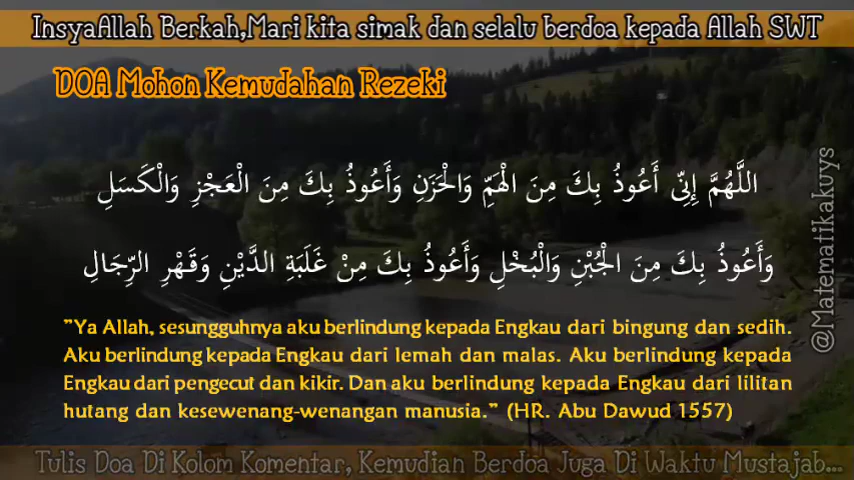 InsyaAllah Berkah,Mari kita simak dan selalu berdoa kepada Allah SWT
DOA Mohon Kemudahan Rezeki
اللَّهُمَّ إِنِّى أَعُوذُ بِكَ مِنَ الْهَمِّ وَالْحَزَنِ وَأَعُوذُ بِكَ مِنَ الْعَجْزِ وَالْكَسَلِ
وَأَعُوذُ بِكَ مِنَ الْجُبْنِ وَالْبُخْلِ وَأَعُوذُ بِكَ مِنْ غَلَبَةِ الدَّيْنِ وَقَهْرِ الرِّجَالِ
"Ya Allah, sesungguhnya aku berlindung kepada Engkau dari bingung dan sedih.
Aku berlindung kepada Engkau dari lemah dan malas. Aku berlindung kepada
Engkau dari pengecut dan kikir. Dan aku berlindung kepada Engkau dari lilitan
hutang dan kesewenang-wenangan manusia." (HR. Abu Dawud 1557)
@Matematikakuys
Tulis Doa Di Kolom Komentar, Kemudian Berdoa Juga Di Waktu Mustajab...